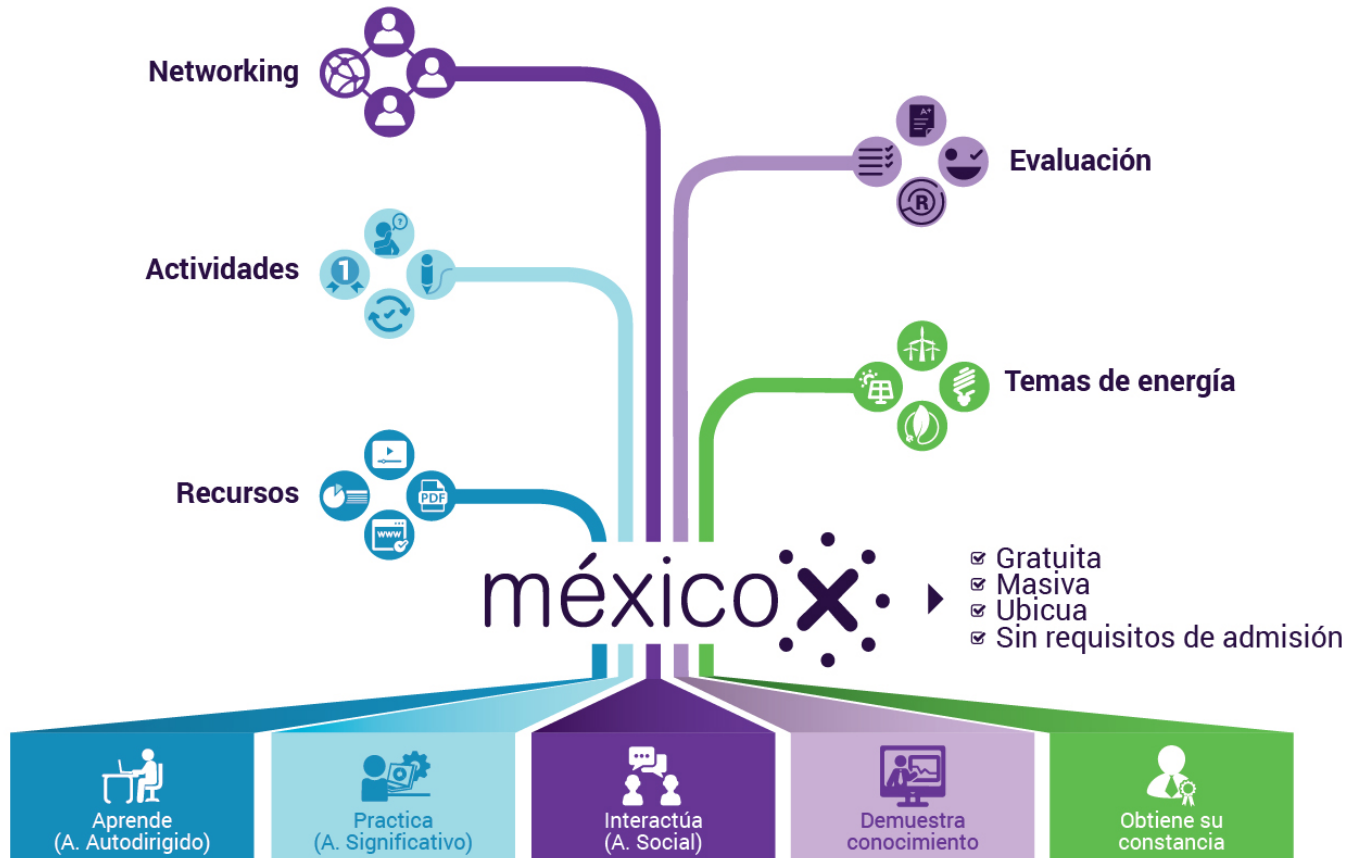 Networking
A+
Evaluación
R
?
Actividades
1
Temas de energía
Recursos
PDF
www
méxico x
Gratuita
Masiva
Ubicua
Sin requisitos de admisión
Aprende
(A. Autodirigido)
Practica
(A. Significativo)
Interactúa
(A. Social)
Demuestra
conocimiento
Obtiene su
constancia